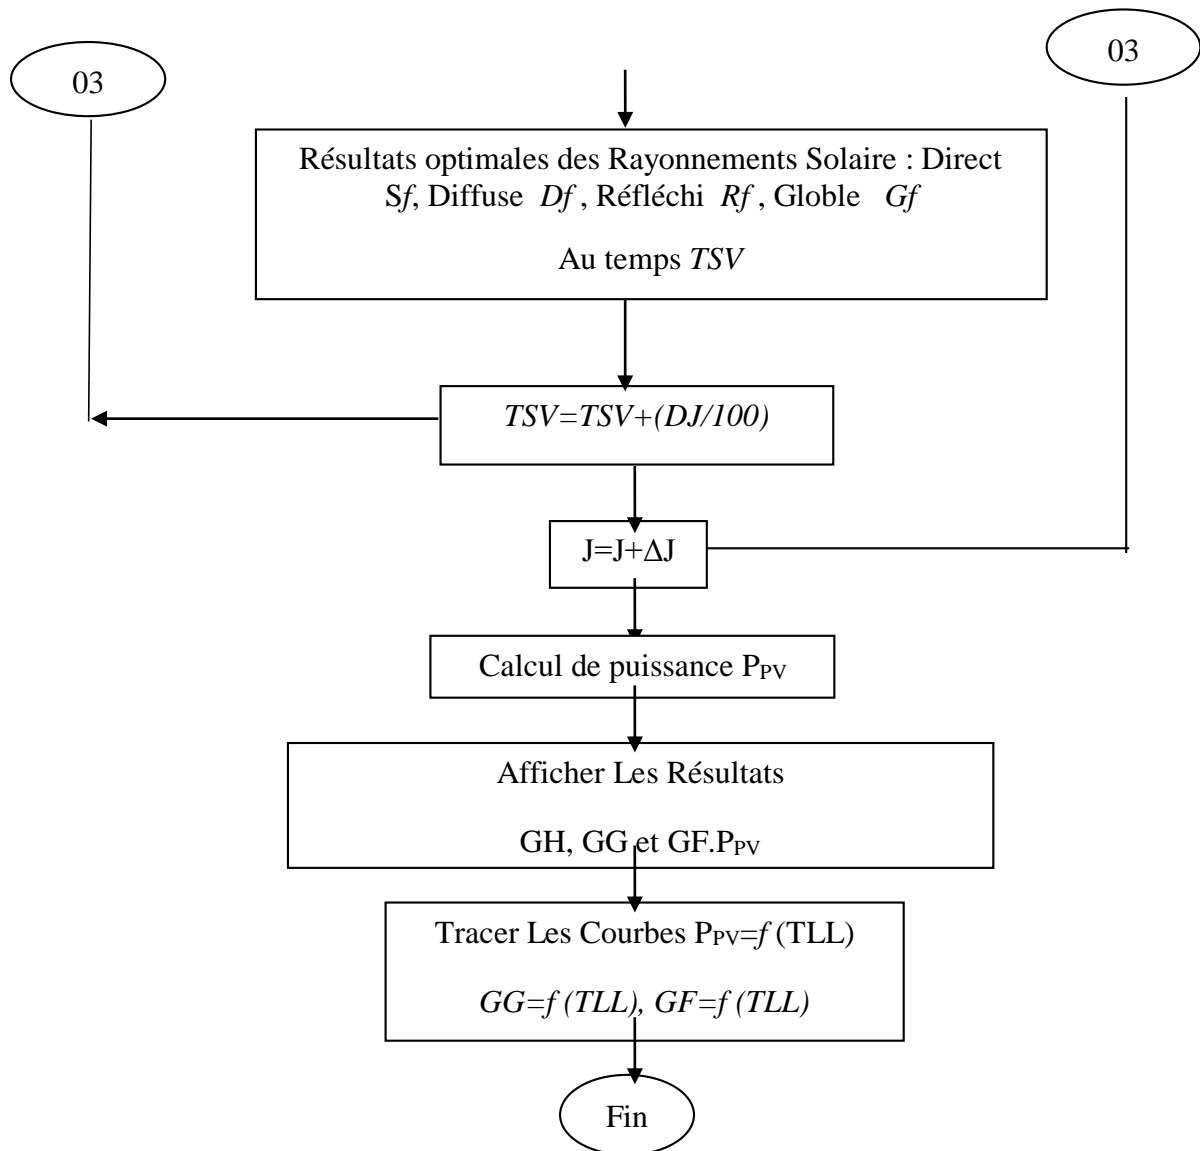 03
03
Résultats optimales des Rayonnements Solaire : Direct
Sf, Diffuse Df , Réfléchi Rf , Globle Gf
Au temps TSV
TSV=TSV+(DJ/100)
J=J+ΔJ
Calcul de puissance PPV
Afficher Les Résultats
GH, GG et GF.PPV
Tracer Les Courbes PPV=f (TLL)
GG=f (TLL), GF=f (TLL)
Fin